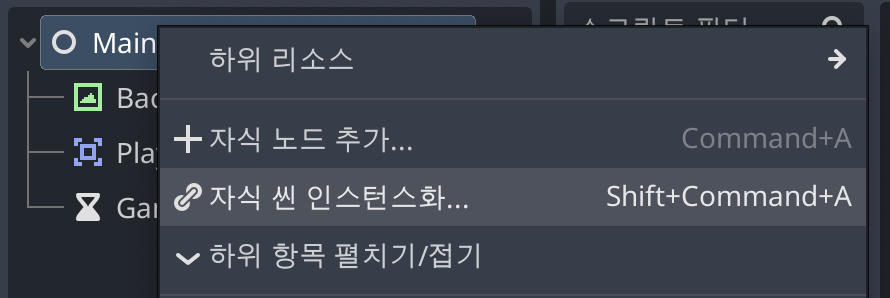 Main
하위 리소스
자식 노드 추가... Command+A
자식 씬 인스턴스화... Shift+Command+A
하위 항목 펼치기/접기